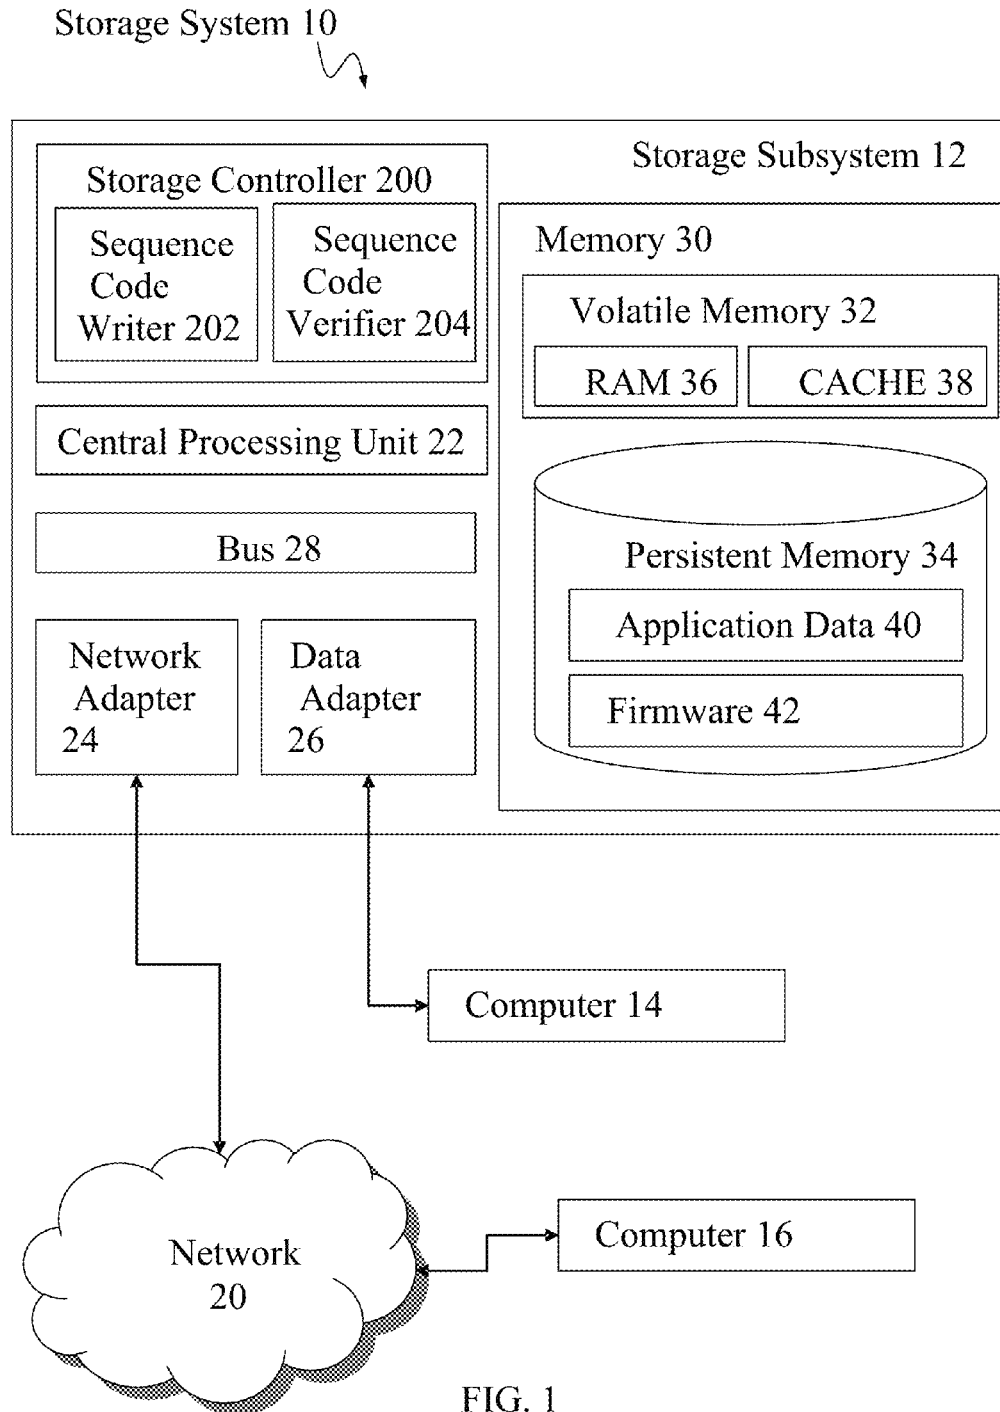 Storage System 10
Storage Subsystem 12
Storage Controller 200
Sequence
Code
Writer 202
Sequence
Code
Verifier 204
Central Processing Unit 22
Bus 28
Network
Adapter
24
Data
Adapter
26
Memory 30
Volatile Memory 32
RAM 36
CACHE 38
Persistent Memory 34
Application Data 40
Firmware 42
Computer 14
Computer 16
Network
20
FIG. 1